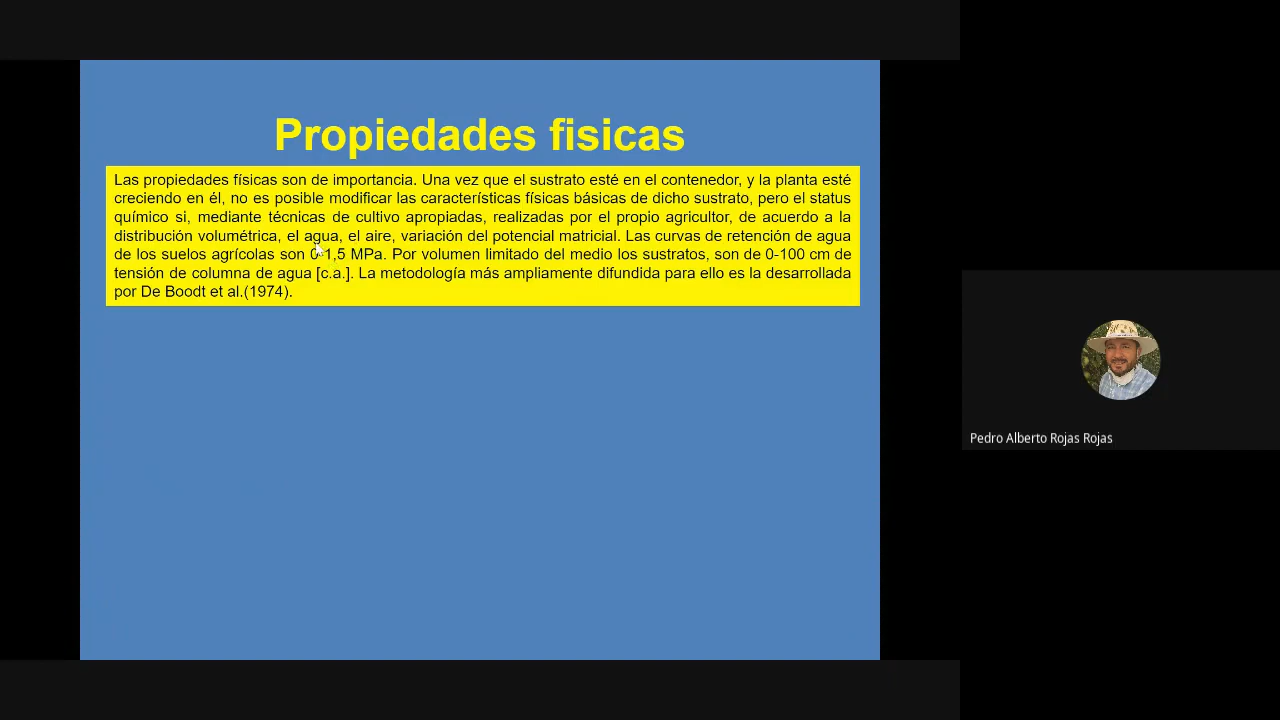 Propiedades fisicas
Las propiedades físicas son de importancia. Una vez que el sustrato esté en el contenedor, y la planta esté
creciendo en él, no es posible modificar las características físicas básicas de dicho sustrato, pero el status
químico si, mediante técnicas de cultivo apropiadas, realizadas por el propio agricultor, de acuerdo a la
distribución volumétrica, el agua, el aire, variación del potencial matricial. Las curvas de retención de agua
de los suelos agrícolas son 0-1,5 MPa. Por volumen limitado del medio los sustratos, son de 0-100 cm de
tensión de columna de agua [c.a.]. La metodología más ampliamente difundida para ello es la desarrollada
por De Boodt et al.(1974).
Pedro Alberto Rojas Rojas